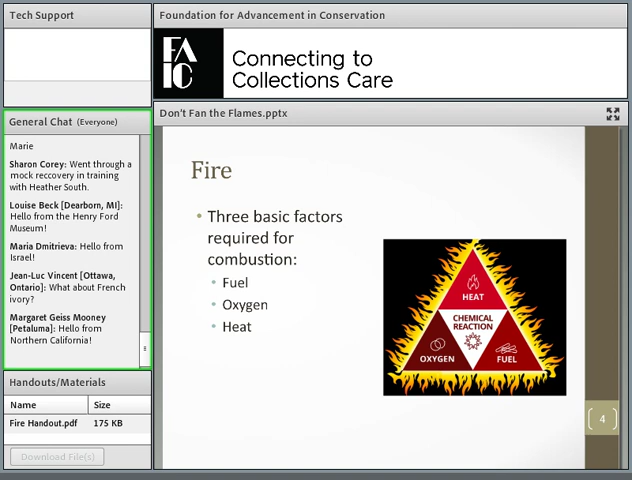 Tech Support
Foundation for Advancement in Conservation
FA
IC
Connecting to
Collections Care
General Chat (Everyone)
Marie
Sharon Corey: Went through a
mock reccovery in training
with Heather South.
Louise Beck [Dearborn, MI]:
Hello from the Henry Ford
Museum!
Maria Dmitrieva: Hello from
Israel!
Jean-Luc Vincent [Ottawa,
Ontario]: What about French
ivory?
Margaret Geiss Mooney
[Petaluma]: Hello from
Northern California!
Handouts/Materials
Name Size
Fire Handout.pdf 175 KB
Download File(s)
Don't Fan the Flames.pptx
Fire
• Three basic factors
required for
combustion:
• Fuel
• Oxygen
• Heat
HEAT
CHEMICAL
REACTION
OXYGEN FUEL
4